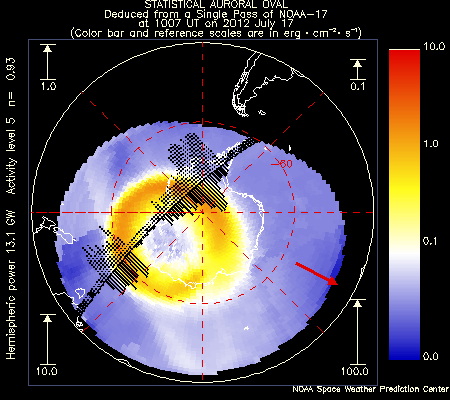 STATISTICAL AURORAL OVAL
Deduced from a Single Pass of NOAA-17
at 1007 UT on 2012 July 17
(Color bar and reference scales are in erg · cm⁻² · s⁻¹)
Hemispheric power 13.1 GW   Activity level 5   n= 0.93
1.0
0.1
10.0
100.0
-60
10.0
1.0
0.1
0.0
NOAA Space Weather Prediction Center